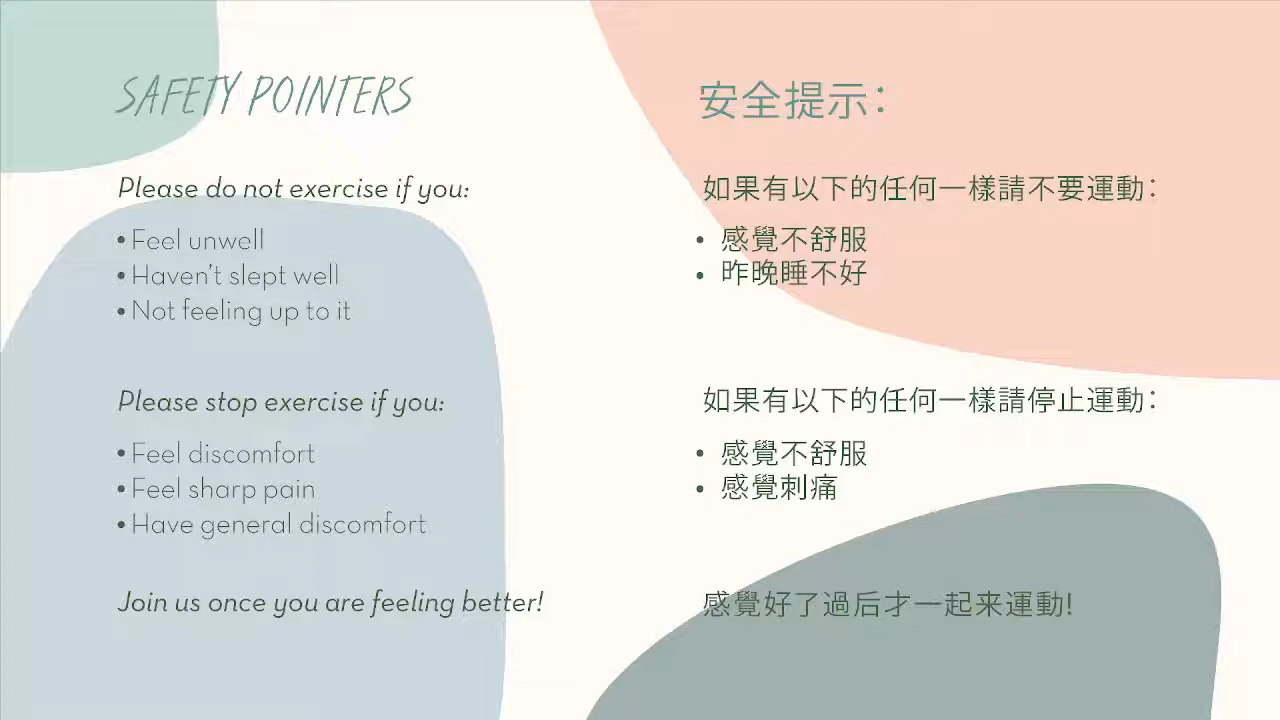 SAFETY POINTERS
Please do not exercise if you:
• Feel unwell
• Haven't slept well
• Not feeling up to it
Please stop exercise if you:
• Feel discomfort
• Feel sharp pain
• Have general discomfort
Join us once you are feeling better!
安全提示：
如果有以下的任何一樣請不要運動：
• 感覺不舒服
• 昨晚睡不好
如果有以下的任何一樣請停止運動：
• 感覺不舒服
• 感覺刺痛
感覺好了過后才一起来運動!